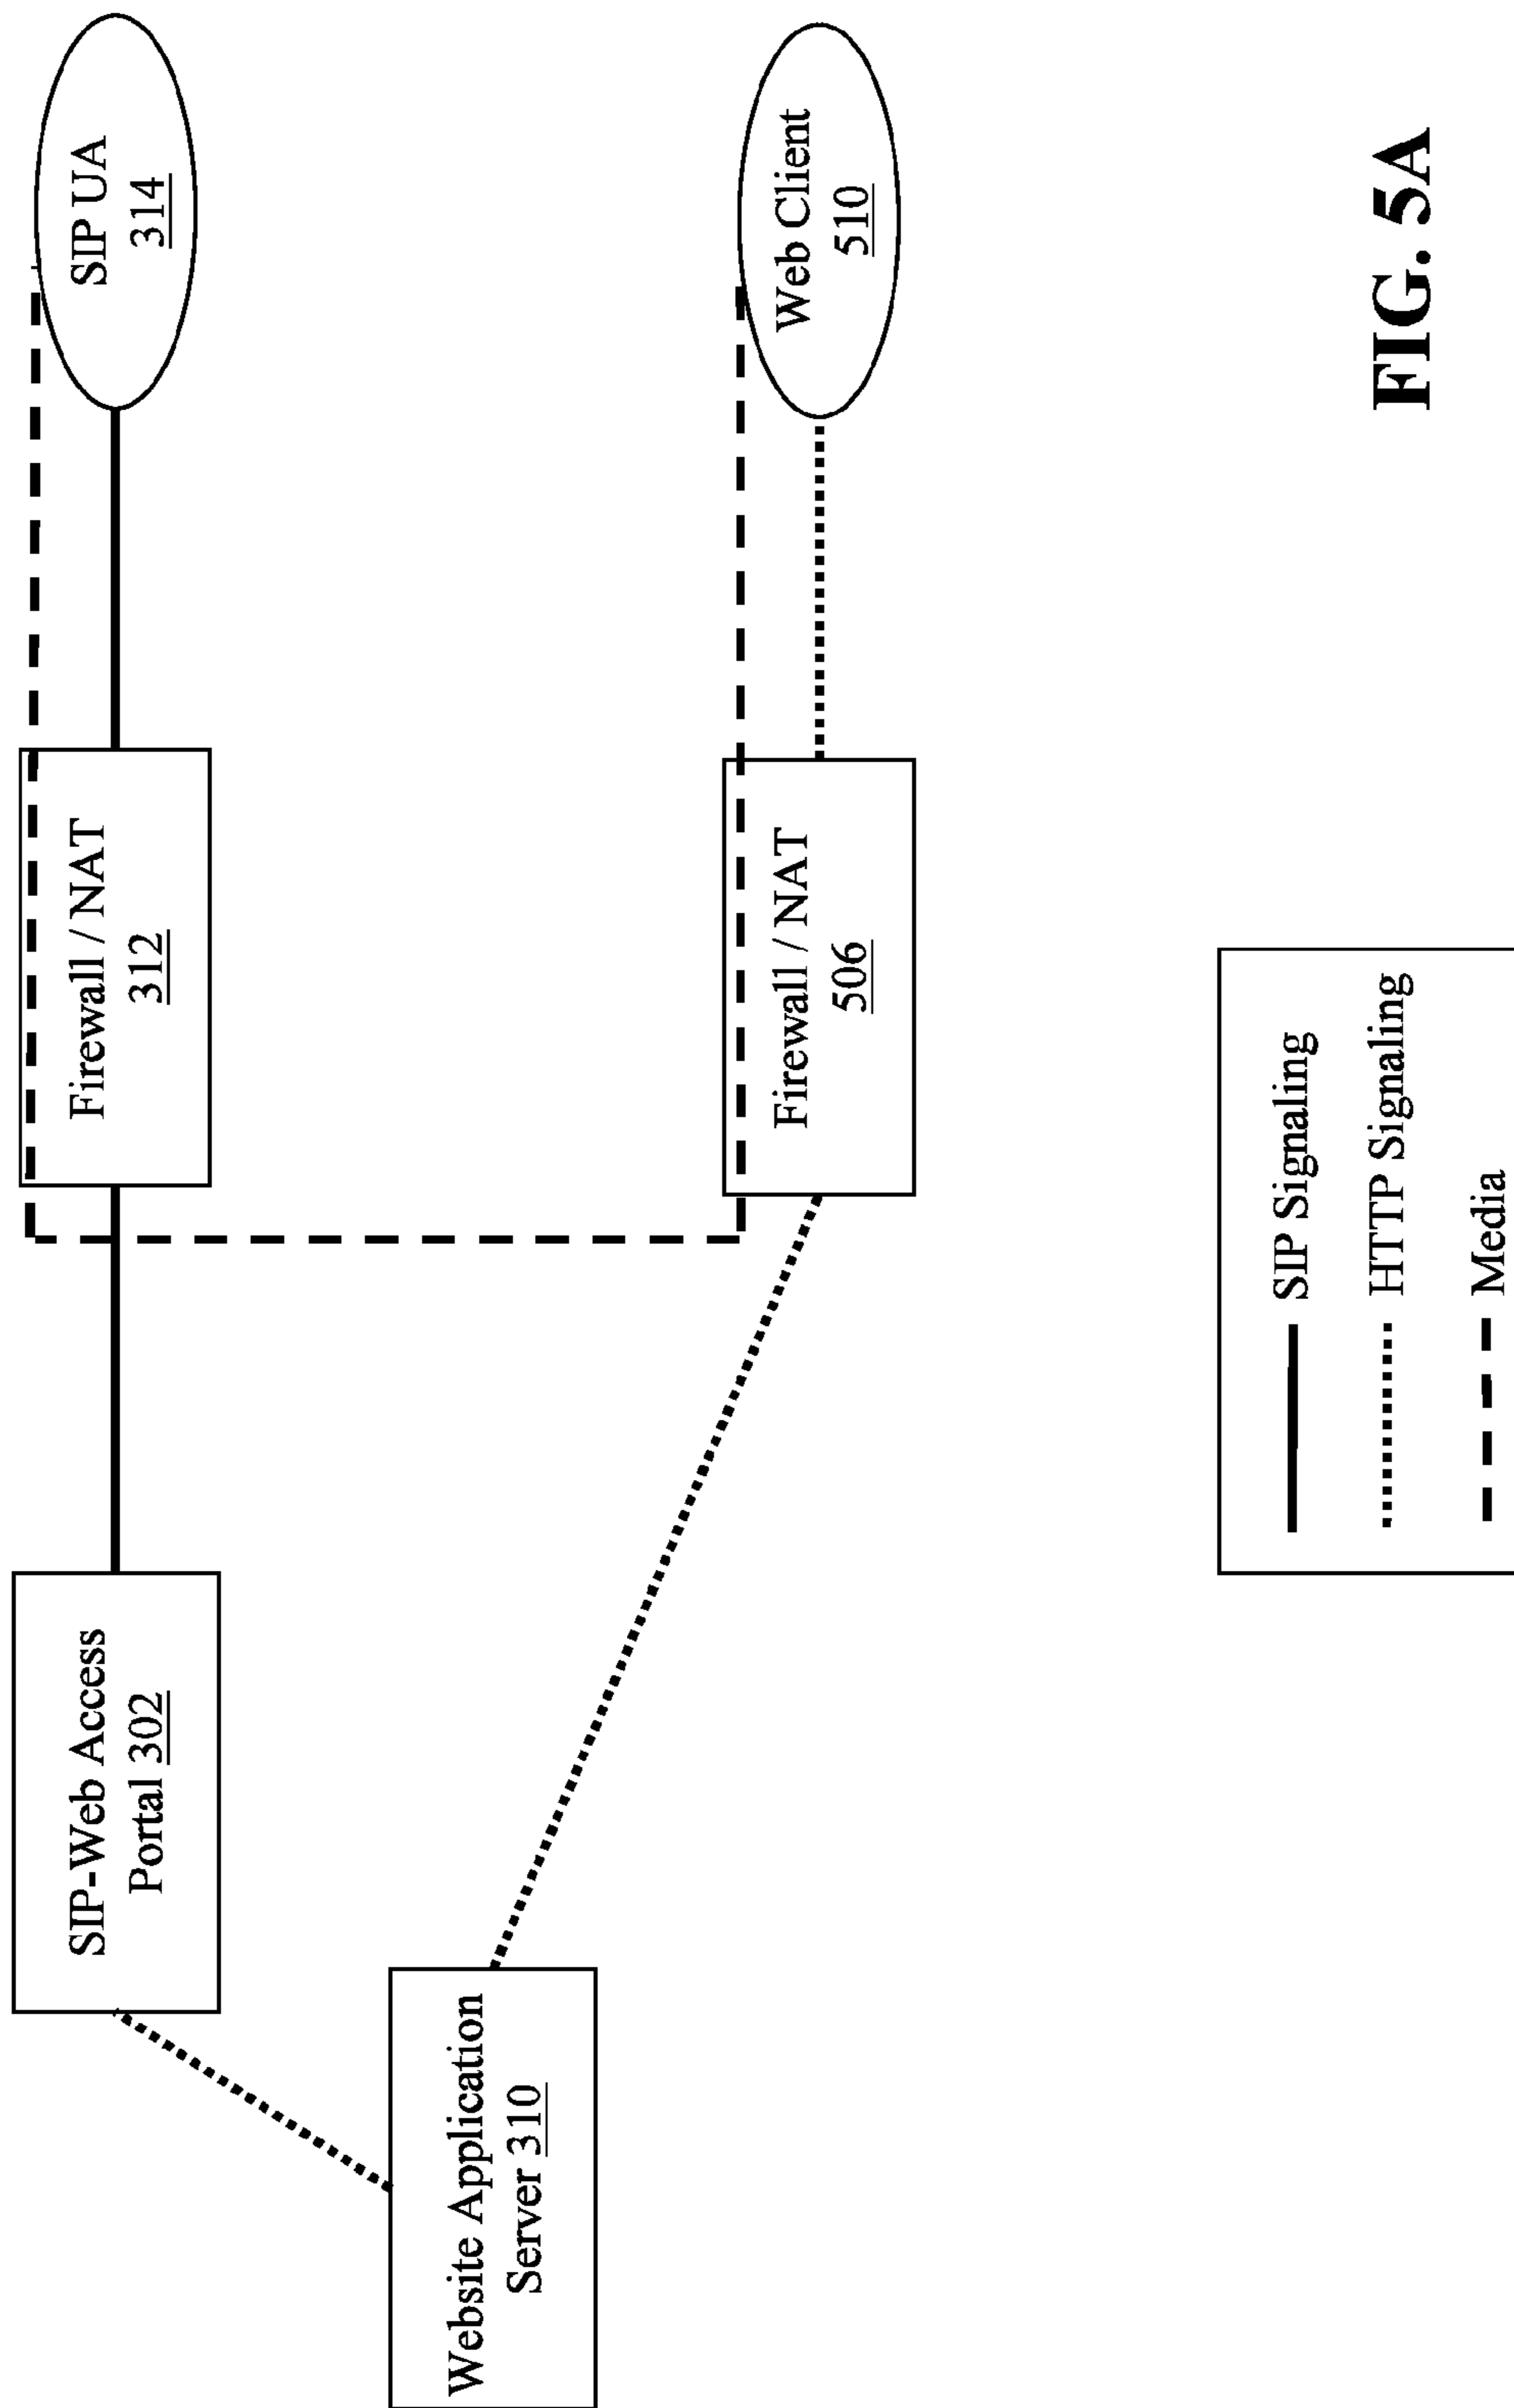 SIP-Web Access
Portal 302
Firewall / NAT
312
SIP UA
314
Website Application
Server 310
Firewall / NAT
506
Web Client
510
SIP Signaling
HTTP Signaling
Media
FIG. 5A